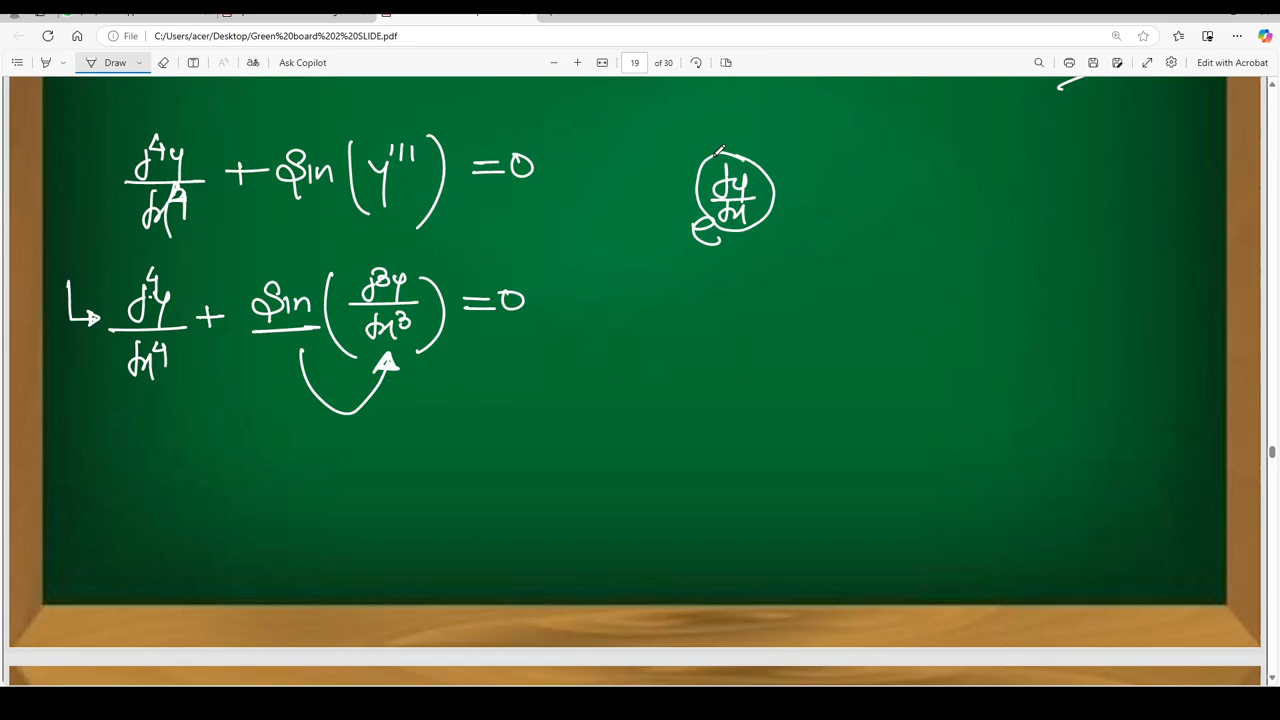 File C:/Users/acer/Desktop/Green%20board%202%20SLIDE.pdf
Draw Ask Copilot 19 of 30 Edit with Acrobat
d⁴y/dx⁴ + Sin(y''') = 0
e^(dy/dx)
d⁴y/dx⁴ + Sin(d³y/dx³) = 0